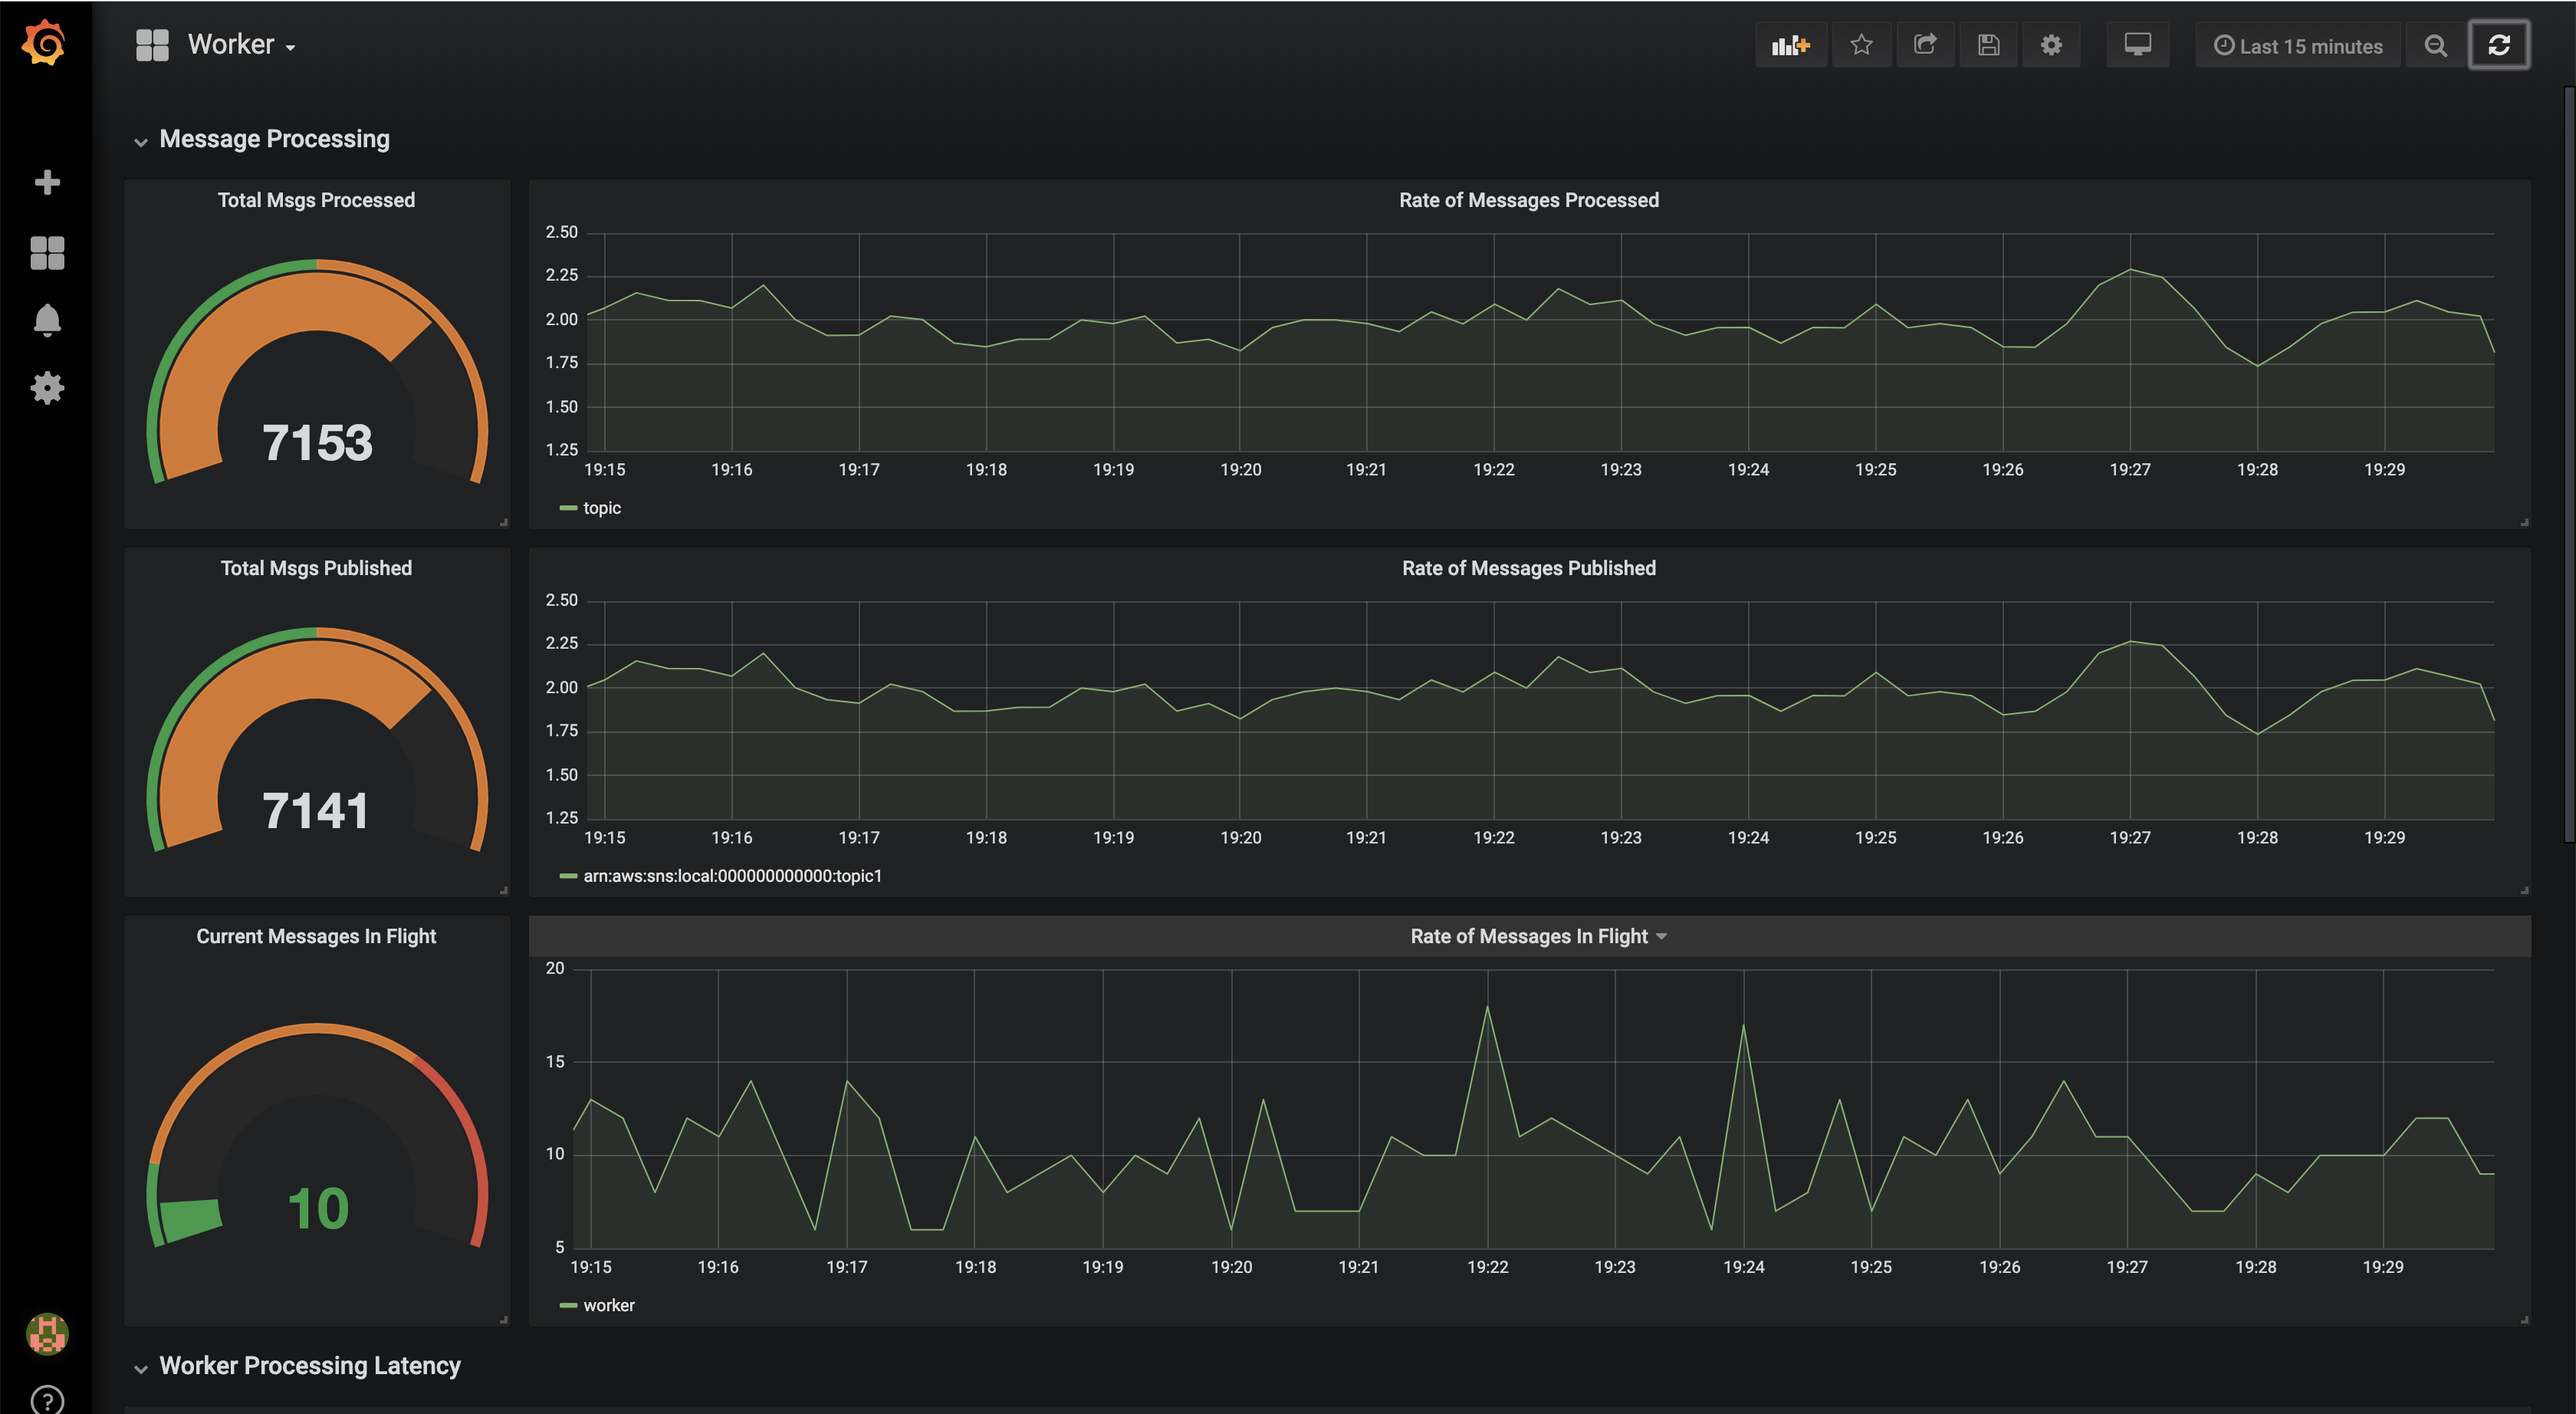 Worker
Last 15 minutes
Message Processing
Total Msgs Processed
7153
Rate of Messages Processed
2.50
2.25
2.00
1.75
1.50
1.25
19:15 19:16 19:17 19:18 19:19 19:20 19:21 19:22 19:23 19:24 19:25 19:26 19:27 19:28 19:29
topic
Total Msgs Published
7141
Rate of Messages Published
2.50
2.25
2.00
1.75
1.50
1.25
19:15 19:16 19:17 19:18 19:19 19:20 19:21 19:22 19:23 19:24 19:25 19:26 19:27 19:28 19:29
arn:aws:sns:local:000000000000:topic1
Current Messages In Flight
10
Rate of Messages In Flight
20
15
10
5
19:15 19:16 19:17 19:18 19:19 19:20 19:21 19:22 19:23 19:24 19:25 19:26 19:27 19:28 19:29
worker
Worker Processing Latency
?